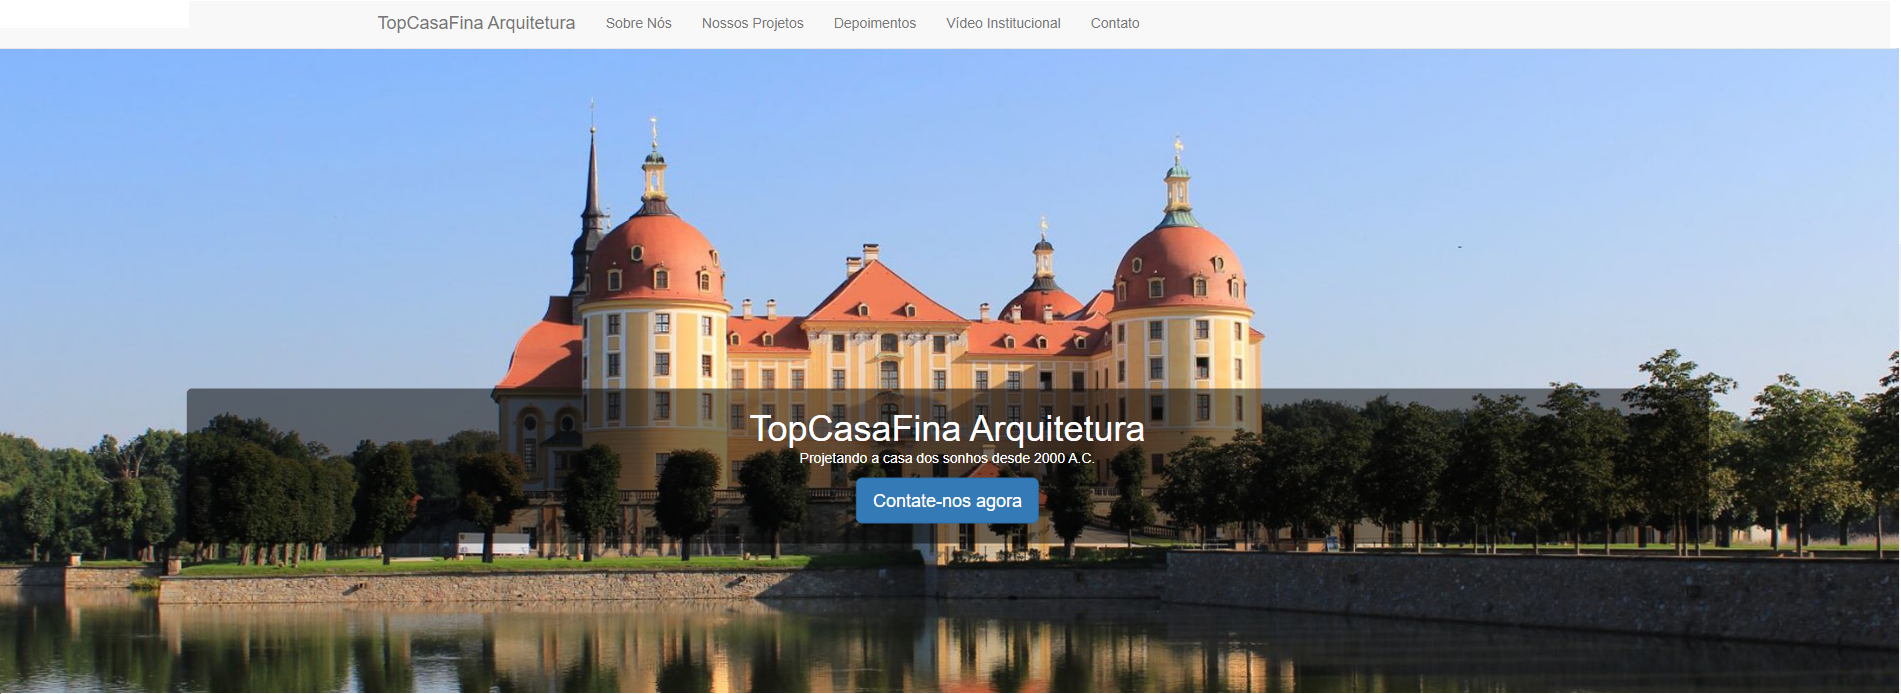 TopCasaFina Arquitetura Sobre Nós Nossos Projetos Depoimentos Vídeo Institucional Contato
TopCasaFina Arquitetura
Projetando a casa dos sonhos desde 2000 A.C.
Contate-nos agora